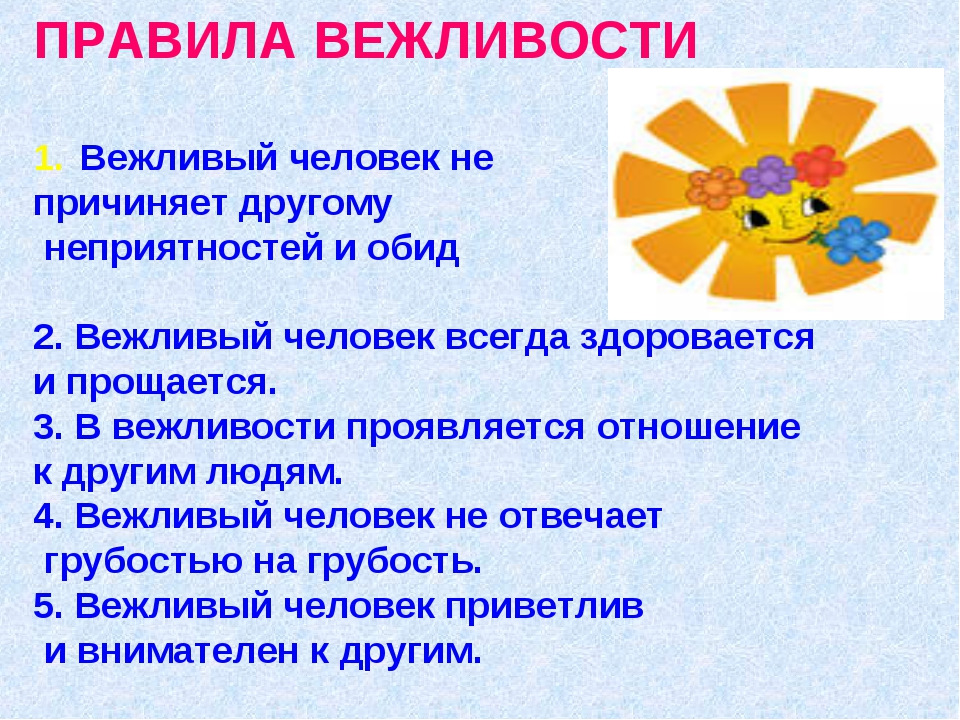 ПРАВИЛА ВЕЖЛИВОСТИ
1. Вежливый человек не
причиняет другому
неприятностей и обид
2. Вежливый человек всегда здоровается
и прощается.
3. В вежливости проявляется отношение
к другим людям.
4. Вежливый человек не отвечает
грубостью на грубость.
5. Вежливый человек приветлив
и внимателен к другим.